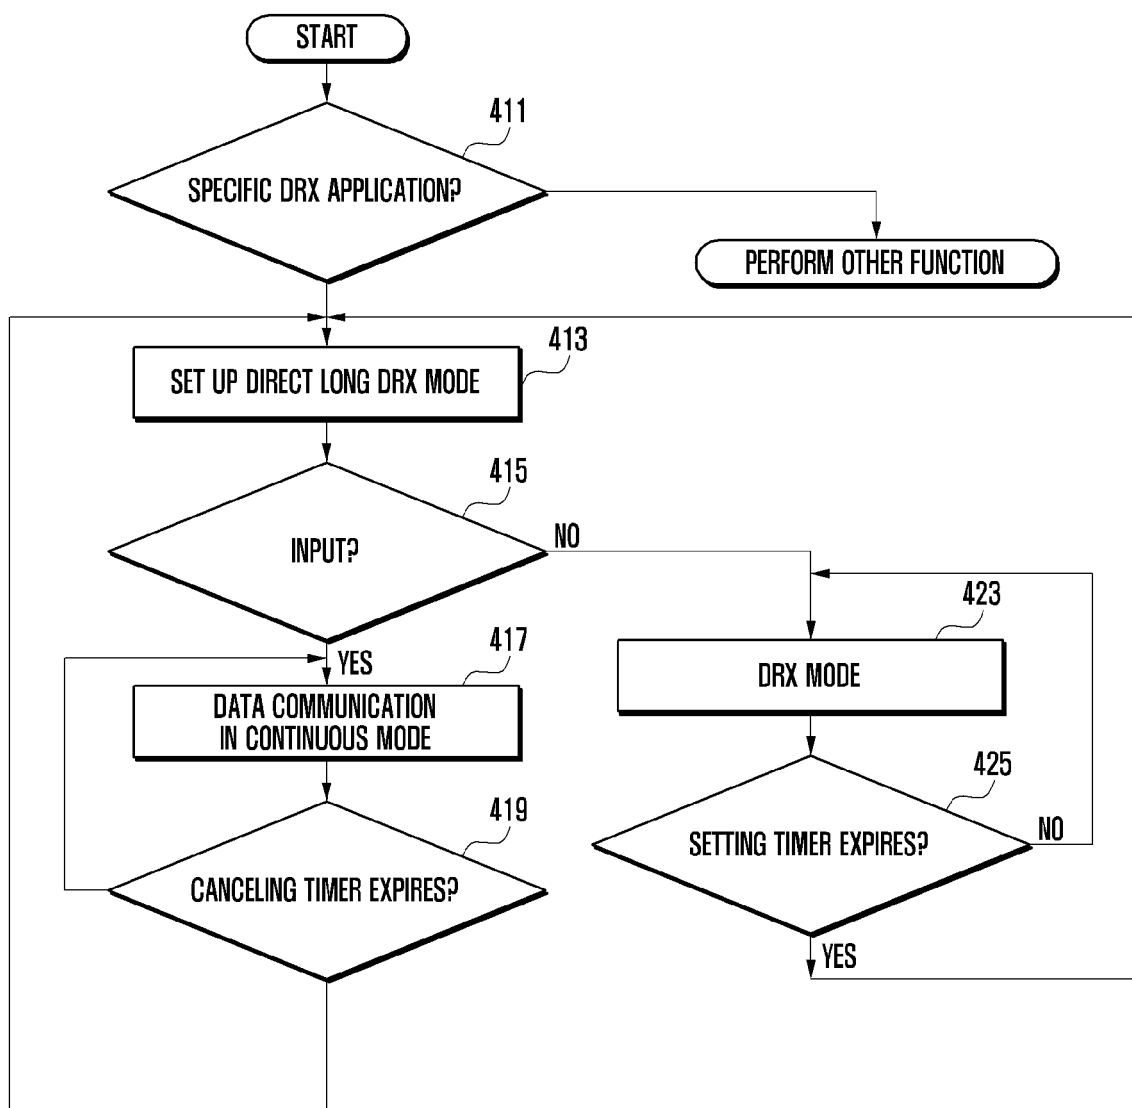 START
411
SPECIFIC DRX APPLICATION?
PERFORM OTHER FUNCTION
413
SET UP DIRECT LONG DRX MODE
415
INPUT?
NO
YES
417
DATA COMMUNICATION
IN CONTINUOUS MODE
419
CANCELING TIMER EXPIRES?
423
DRX MODE
425
SETTING TIMER EXPIRES?
NO
YES